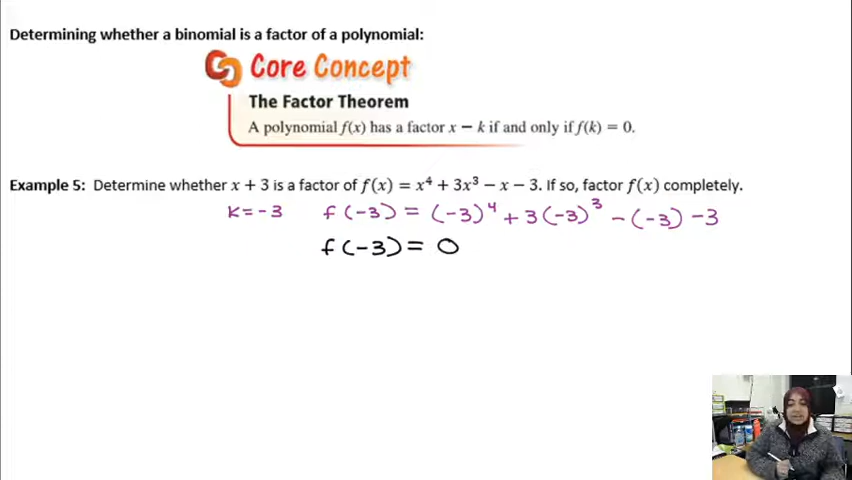 Determining whether a binomial is a factor of a polynomial:
Core Concept
The Factor Theorem
A polynomial f(x) has a factor x − k if and only if f(k) = 0.
Example 5: Determine whether x + 3 is a factor of f(x) = x⁴ + 3x³ − x − 3. If so, factor f(x) completely.
K = -3 f(-3) = (-3)⁴ + 3(-3)³ - (-3) - 3
f(-3) = 0